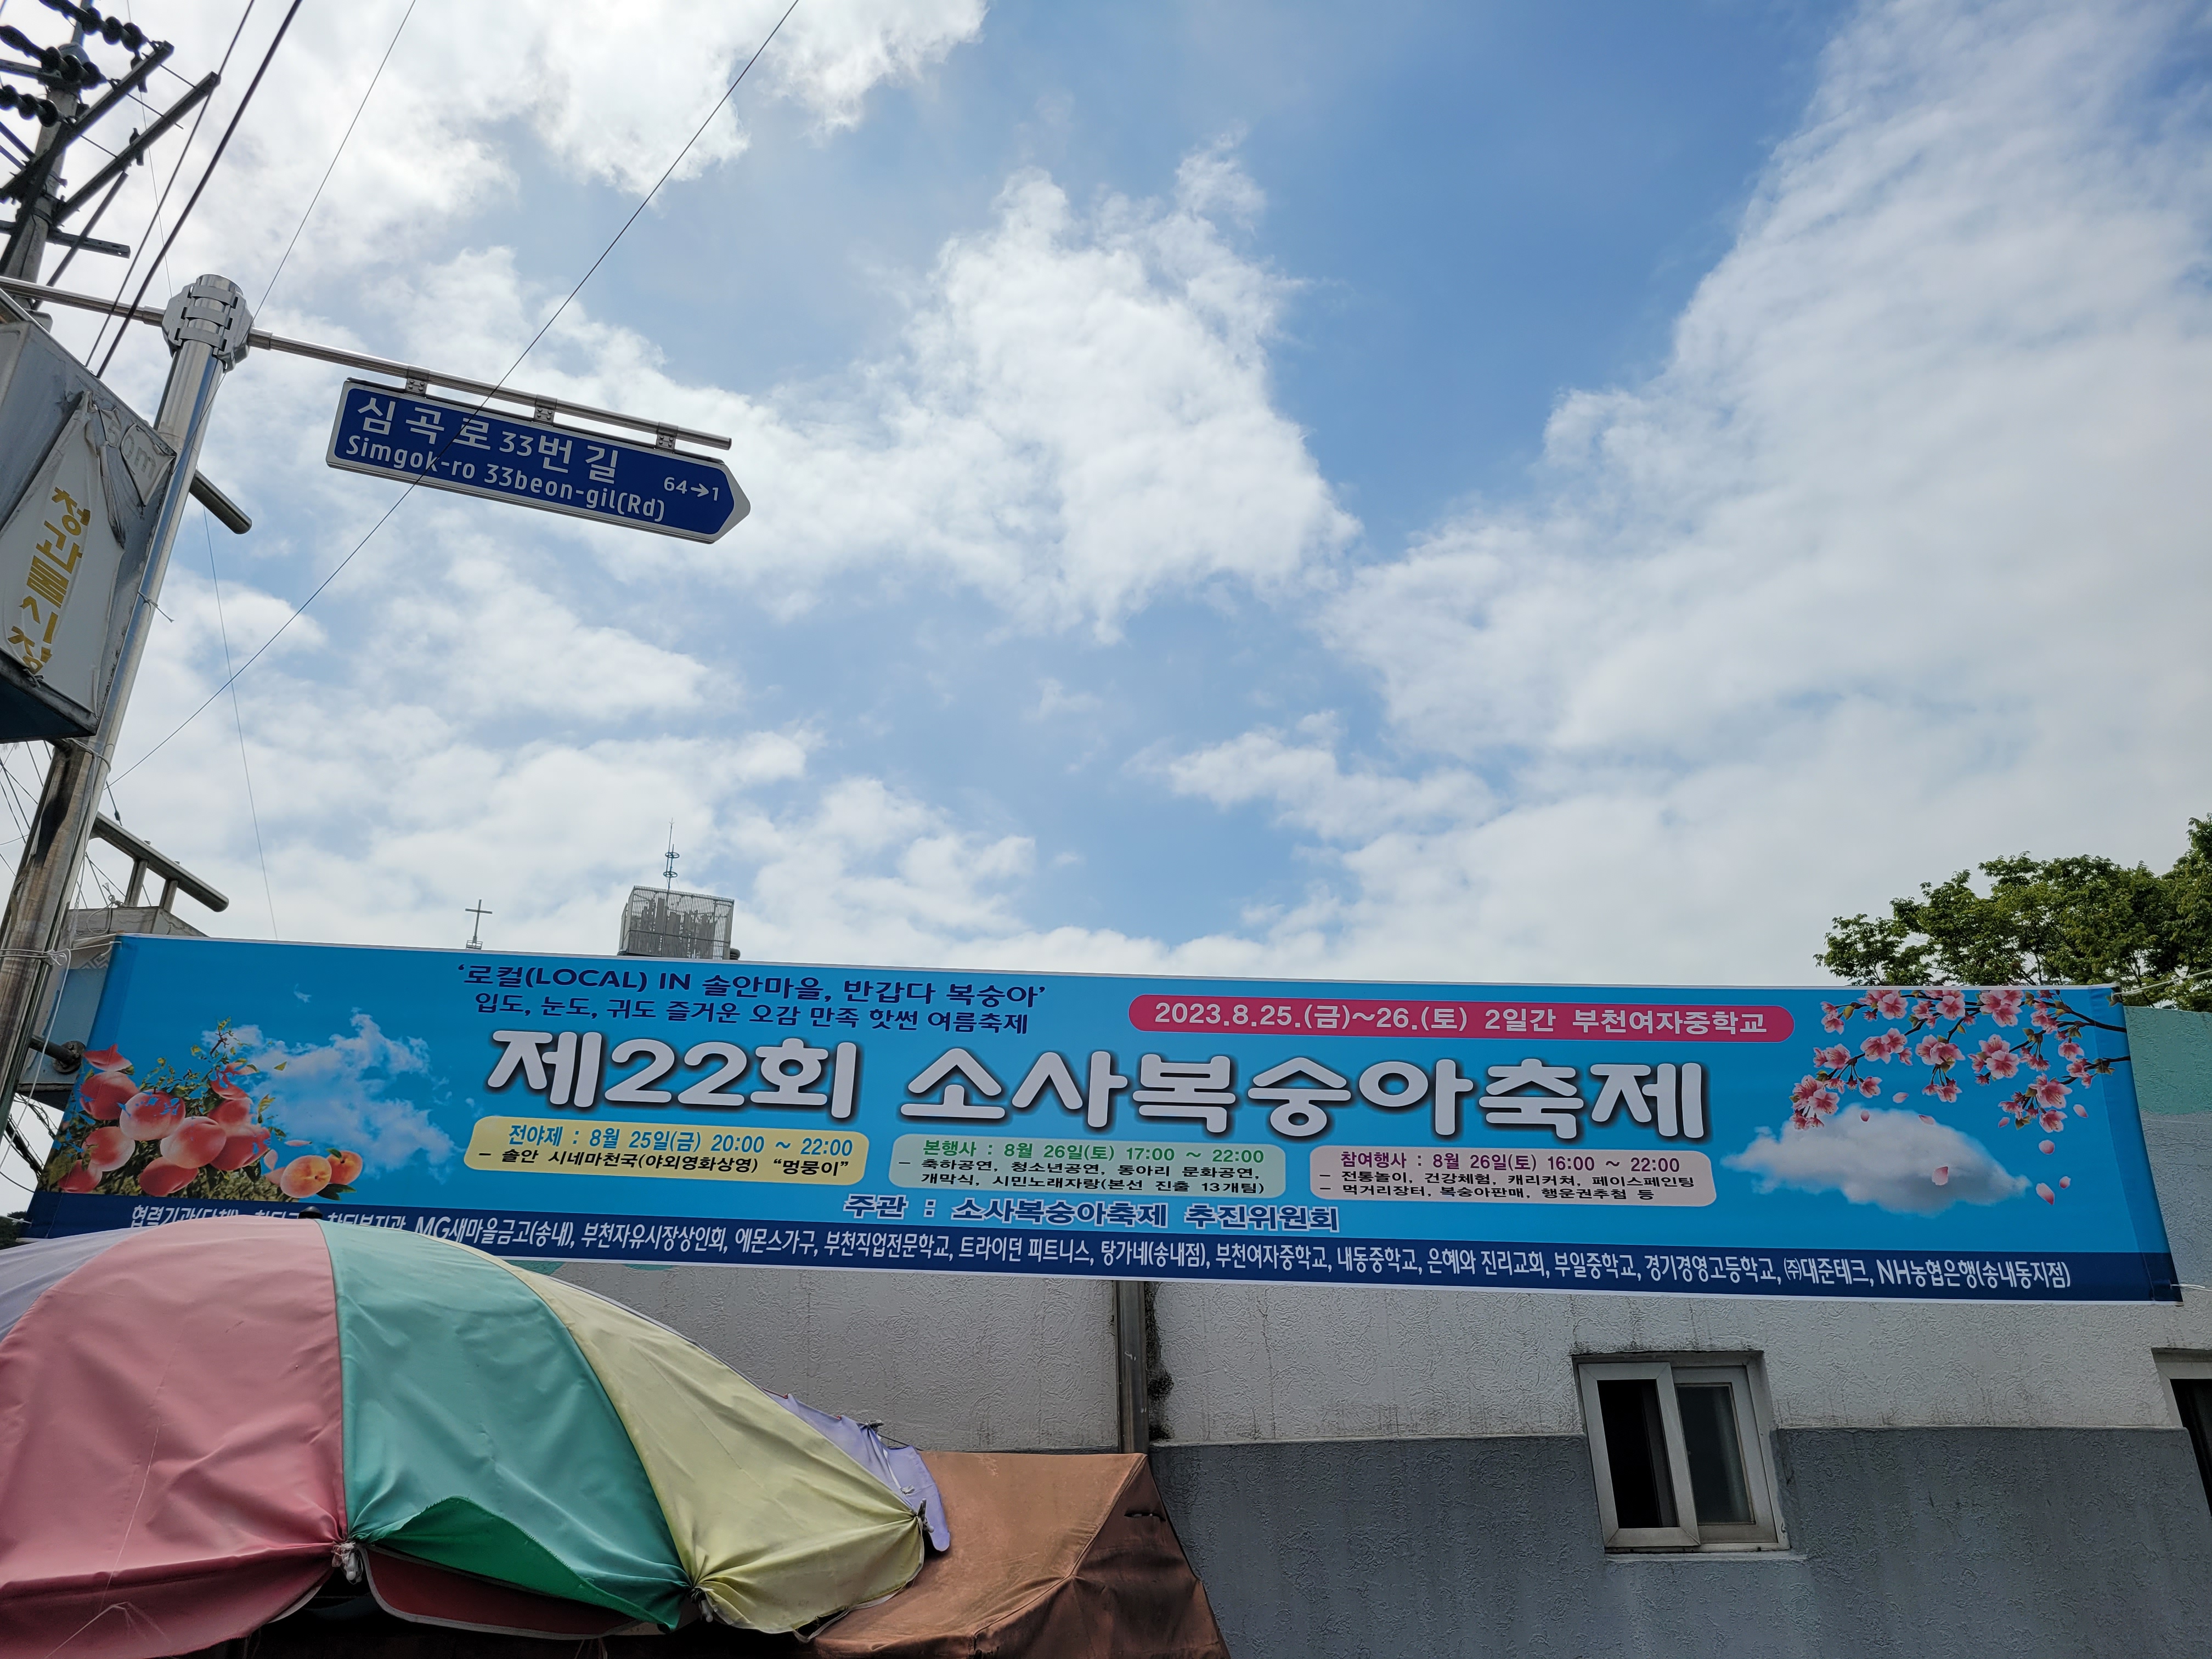 심곡로33번길
Simgok-ro 33beon-gil(Rd)
64→1
'로컬(LOCAL) IN 솔안마을, 반갑다 복숭아'
입도, 눈도, 귀도 즐거운 오감 만족 핫썬 여름축제
2023.8.25.(금)~26.(토) 2일간 부천여자중학교
제22회 소사복숭아축제
전야제 : 8월 25일(금) 20:00 ~ 22:00
- 솔안 시네마천국(야외영화상영) "멍뭉이"
본행사 : 8월 26일(토) 17:00 ~ 22:00
- 축하공연, 청소년공연, 동아리 문화공연,
개막식, 시민노래자랑(본선 진출 13개팀)
참여행사 : 8월 26일(토) 16:00 ~ 22:00
- 전통놀이, 건강체험, 캐리커쳐, 페이스페인팅
- 먹거리장터, 복숭아판매, 행운권추첨 등
주관 : 소사복숭아축제 추진위원회
MG새마을금고(송내), 부천자유시장상인회, 에몬스가구, 부천직업전문학교, 트라이던 피트니스, 탕가네(송내점), 부천여자중학교, 내동중학교, 은혜와 진리교회, 부일중학교, 경기경영고등학교, ㈜대준테크, NH농협은행(송내동지점)